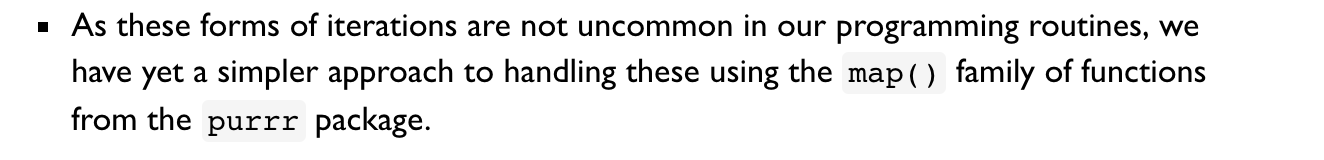 ▪ As these forms of iterations are not uncommon in our programming routines, we
have yet a simpler approach to handling these using the map() family of functions
from the purrr package.